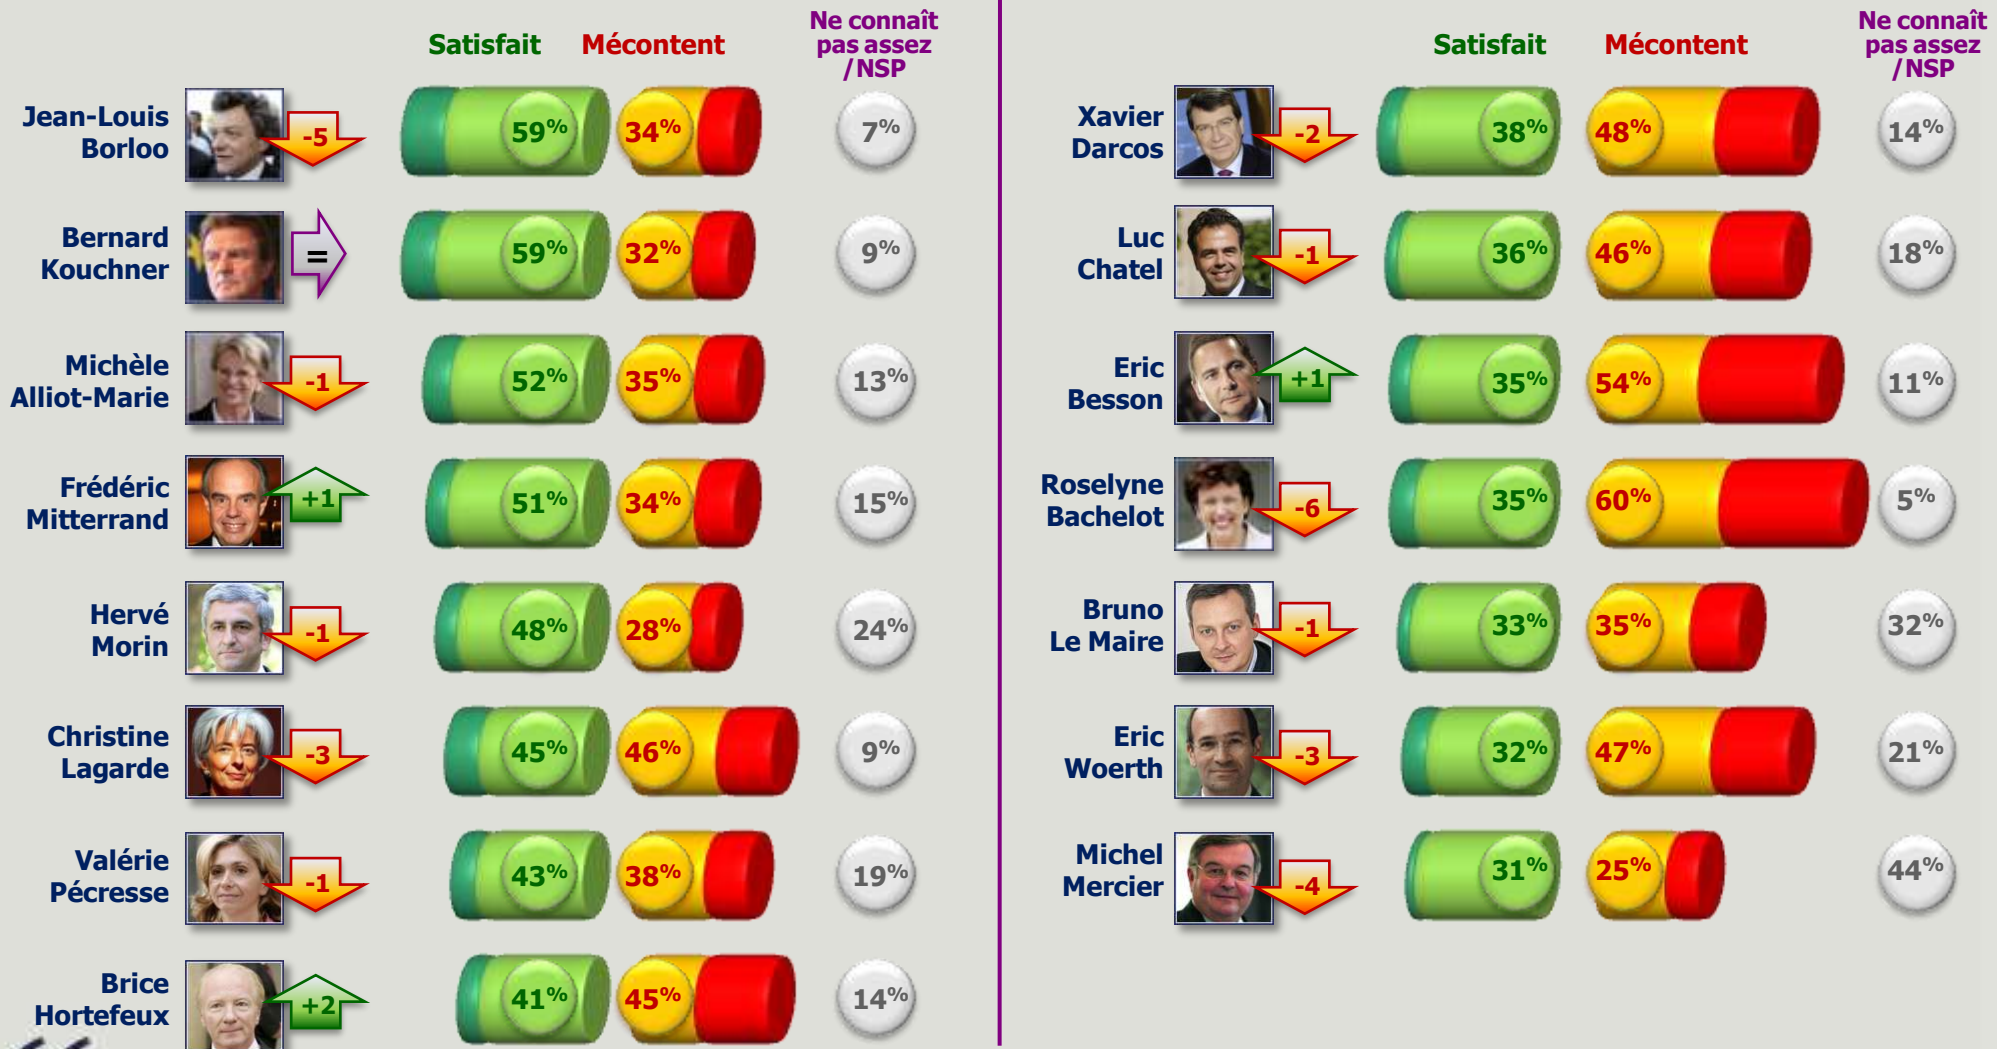 Satisfait Mécontent Ne connaît
pas assez
/ NSP
Jean-Louis
Borloo
-5 59% 34% 7%
Bernard
Kouchner
= 59% 32% 9%
Michèle
Alliot-Marie
-1 52% 35% 13%
Frédéric
Mitterrand
+1 51% 34% 15%
Hervé
Morin
-1 48% 28% 24%
Christine
Lagarde
-3 45% 46% 9%
Valérie
Pécresse
-1 43% 38% 19%
Brice
Hortefeux
+2 41% 45% 14%
Satisfait Mécontent Ne connaît
pas assez
/ NSP
Xavier
Darcos
-2 38% 48% 14%
Luc
Chatel
-1 36% 46% 18%
Eric
Besson
+1 35% 54% 11%
Roselyne
Bachelot
-6 35% 60% 5%
Bruno
Le Maire
-1 33% 35% 32%
Eric
Woerth
-3 32% 47% 21%
Michel
Mercier
-4 31% 25% 44%